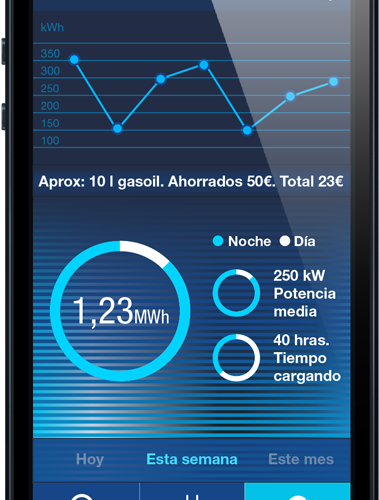 kWh
350
300
250
200
150
100
Aprox: 10 l gasoil. Ahorrados 50€. Total 23€
Noche Día
1,23MWh
250 kW
Potencia
media
40 hras.
Tiempo
cargando
Hoy Esta semana Este mes